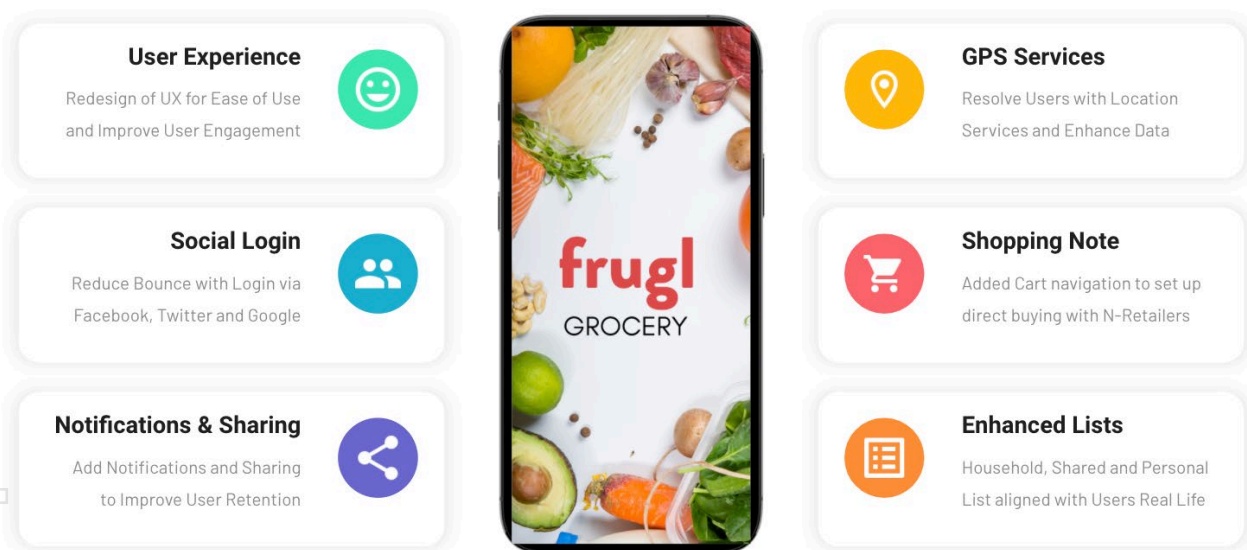 User Experience
Redesign of UX for Ease of Use
and Improve User Engagement
Social Login
Reduce Bounce with Login via
Facebook, Twitter and Google
Notifications & Sharing
Add Notifications and Sharing
to Improve User Retention
frugl
GROCERY
GPS Services
Resolve Users with Location
Services and Enhance Data
Shopping Note
Added Cart navigation to set up
direct buying with N-Retailers
Enhanced Lists
Household, Shared and Personal
List aligned with Users Real Life